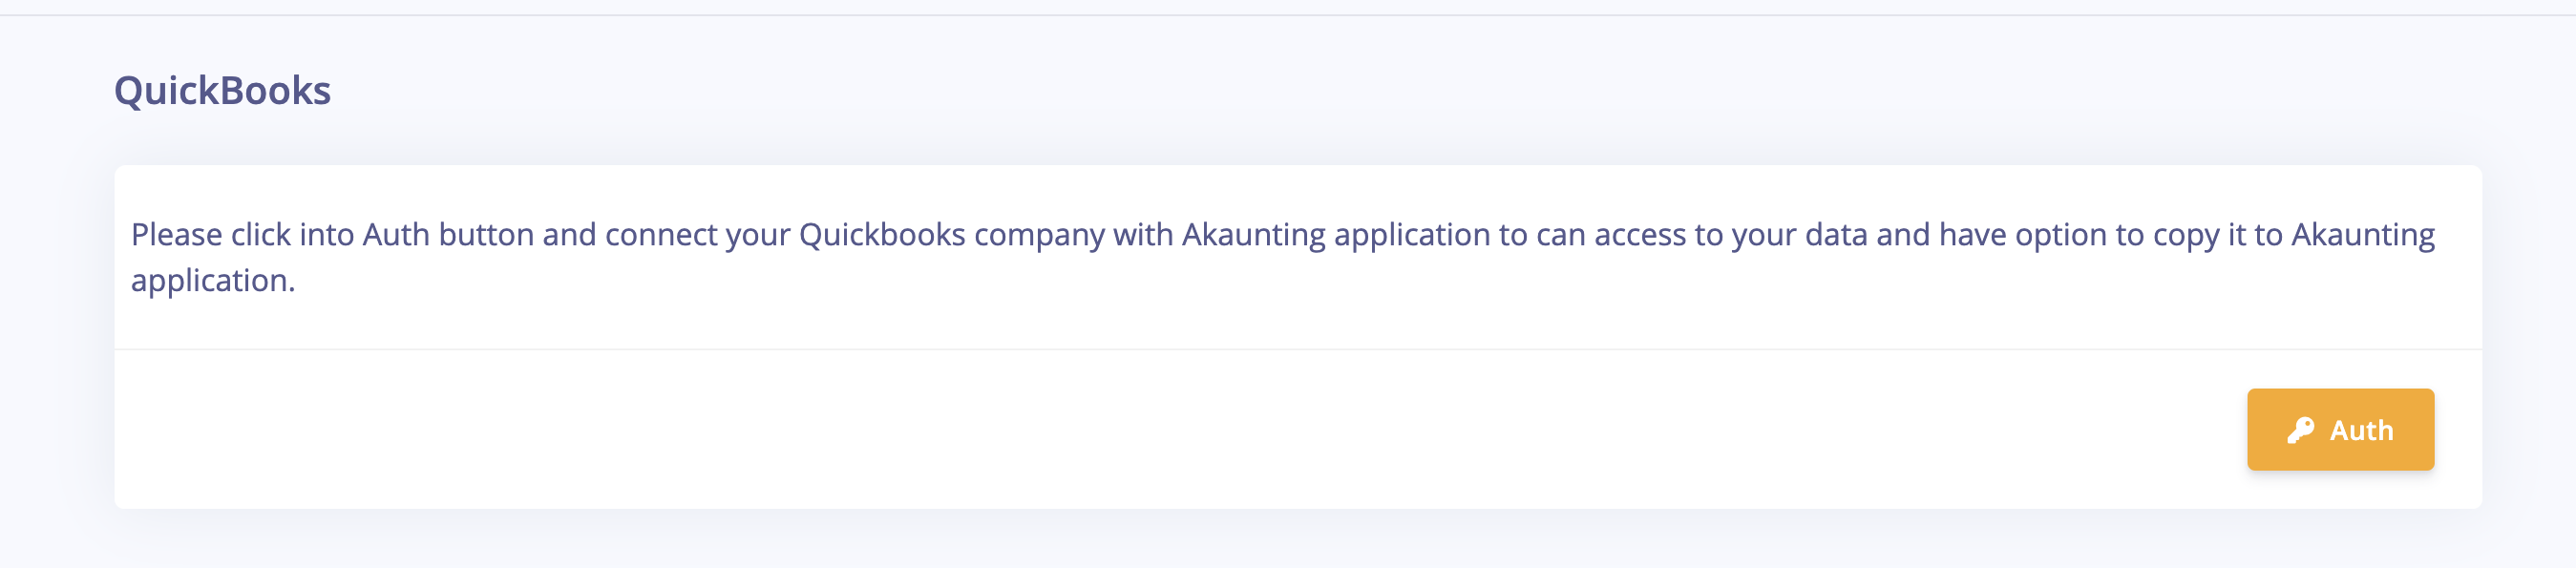 QuickBooks
Please click into Auth button and connect your Quickbooks company with Akaunting application to can access to your data and have option to copy it to Akaunting
application.
Auth